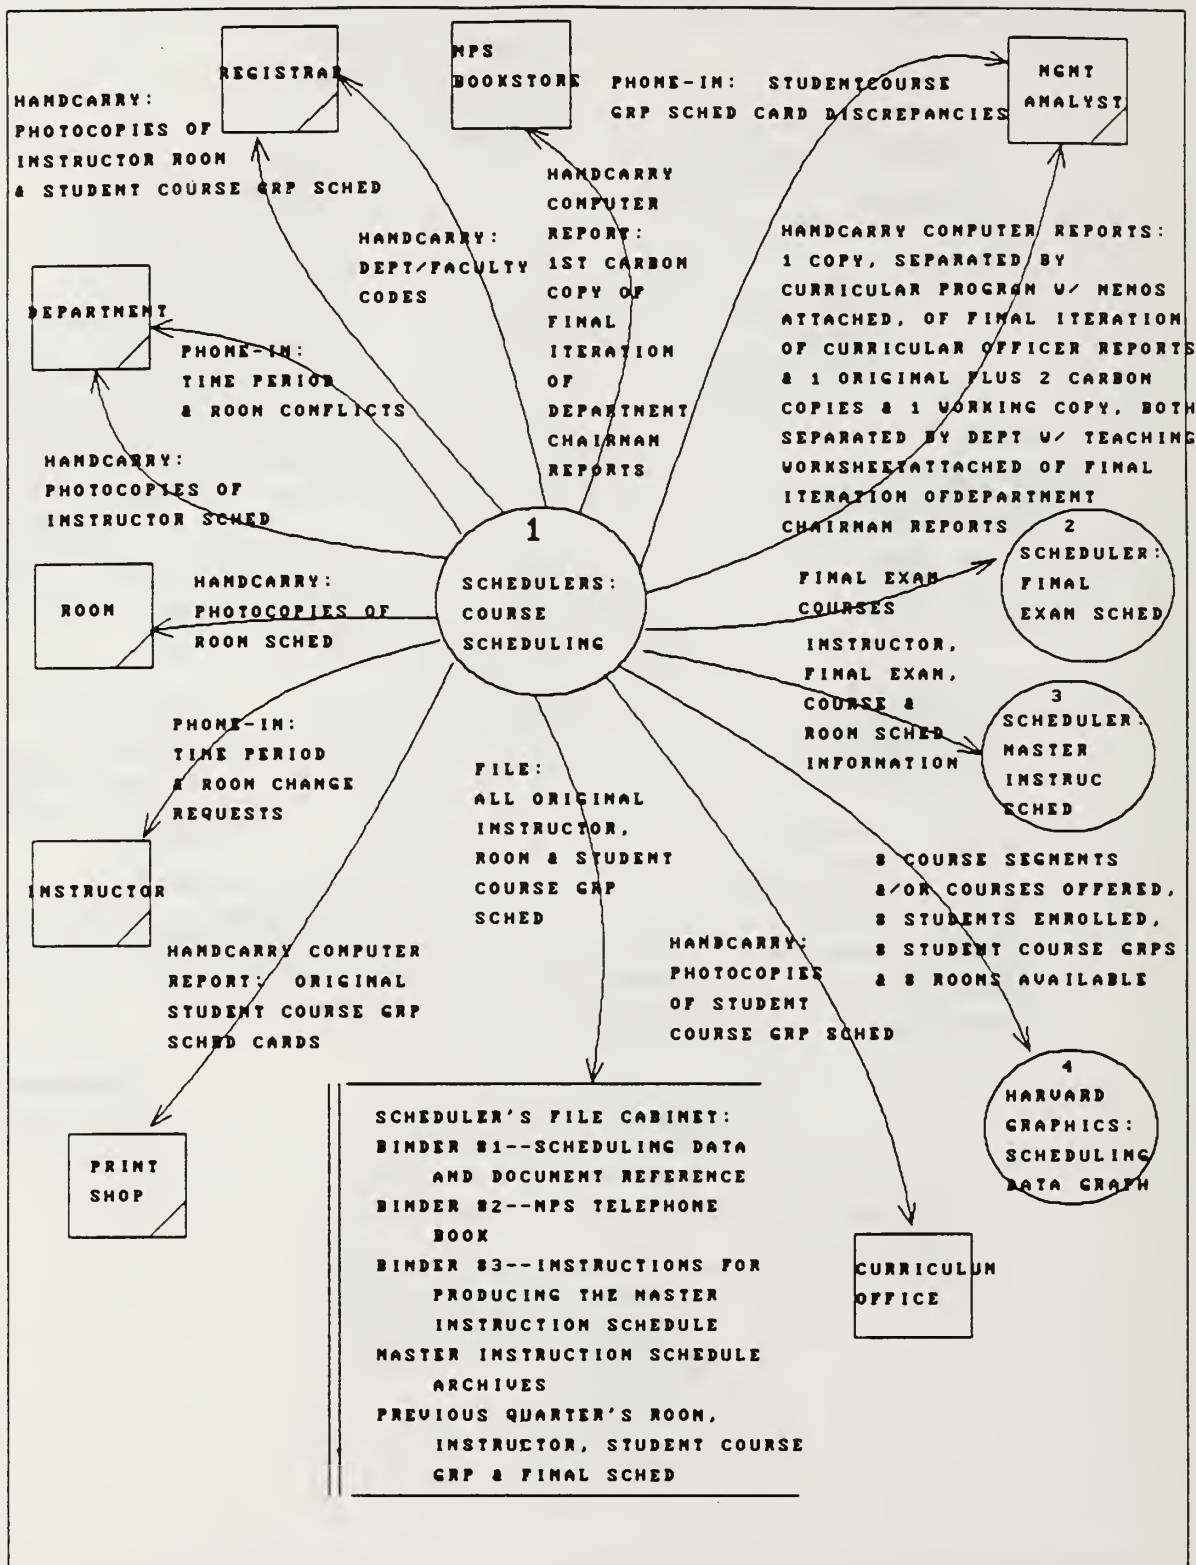 REGISTRAR
NPS
BOOKSTORE
MGMT
ANALYST
PHONE-IN: STUDENTCOURSE
GRP SCHED CARD DISCREPANCIES
HANDCARRY:
PHOTOCOPIES OF
INSTRUCTOR ROOM
& STUDENT COURSE GRP SCHED
HANDCARRY:
DEPT/FACULTY
CODES
HANDCARRY
COMPUTER
REPORT:
1ST CARBON
COPY OF
FINAL
ITERATION
OF
DEPARTMENT
CHAIRMAN
REPORTS
HANDCARRY COMPUTER REPORTS:
1 COPY, SEPARATED BY
CURRICULAR PROGRAM W/ MEMOS
ATTACHED, OF FINAL ITERATION
OF CURRICULAR OFFICER REPORTS
& 1 ORIGINAL PLUS 2 CARBON
COPIES & 1 WORKING COPY, BOTH
SEPARATED BY DEPT W/ TEACHING
WORKSHEETATTACHED OF FINAL
ITERATION OFDEPARTMENT
CHAIRMAN REPORTS
DEPARTMENT
PHONE-IN:
TIME PERIOD
& ROOM CONFLICTS
HANDCARRY:
PHOTOCOPIES OF
INSTRUCTOR SCHED
1
SCHEDULERS:
COURSE
SCHEDULING
2
SCHEDULER:
FINAL
EXAM SCHED
FINAL EXAM
COURSES
ROOM
HANDCARRY:
PHOTOCOPIES OF
ROOM SCHED
INSTRUCTOR,
FINAL EXAM,
COURSE &
ROOM SCHED
INFORMATION
3
SCHEDULER:
MASTER
INSTRUC
SCHED
PHONE-IN:
TIME PERIOD
& ROOM CHANGE
REQUESTS
FILE:
ALL ORIGINAL
INSTRUCTOR,
ROOM & STUDENT
COURSE GRP
SCHED
INSTRUCTOR
# COURSE SEGMENTS
&/OR COURSES OFFERED,
# STUDENTS ENROLLED,
# STUDENT COURSE GRPS
& # ROOMS AVAILABLE
HANDCARRY COMPUTER
REPORT: ORIGINAL
STUDENT COURSE GRP
SCHED CARDS
HANDCARRY:
PHOTOCOPIES
OF STUDENT
COURSE GRP SCHED
4
HARVARD
GRAPHICS:
SCHEDULING
DATA GRAPH
PRINT
SHOP
SCHEDULER'S FILE CABINET:
BINDER #1--SCHEDULING DATA
AND DOCUMENT REFERENCE
BINDER #2--NPS TELEPHONE
BOOK
BINDER #3--INSTRUCTIONS FOR
PRODUCING THE MASTER
INSTRUCTION SCHEDULE
MASTER INSTRUCTION SCHEDULE
ARCHIVES
PREVIOUS QUARTER'S ROOM,
INSTRUCTOR, STUDENT COURSE
GRP & FINAL SCHED
CURRICULUM
OFFICE